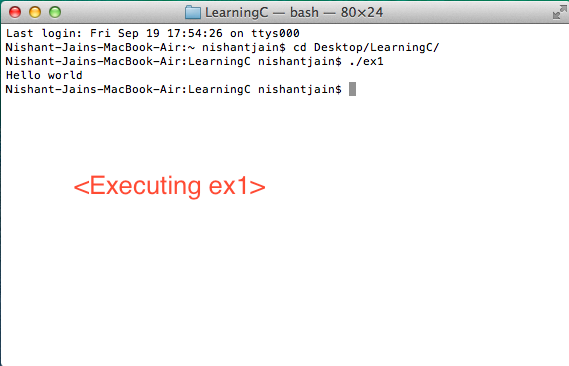 LearningC — bash — 80×24
Last login: Fri Sep 19 17:54:26 on ttys000
Nishant-Jains-MacBook-Air:~ nishantjain$ cd Desktop/LearningC/
Nishant-Jains-MacBook-Air:LearningC nishantjain$ ./ex1
Hello world
Nishant-Jains-MacBook-Air:LearningC nishantjain$
<Executing ex1>